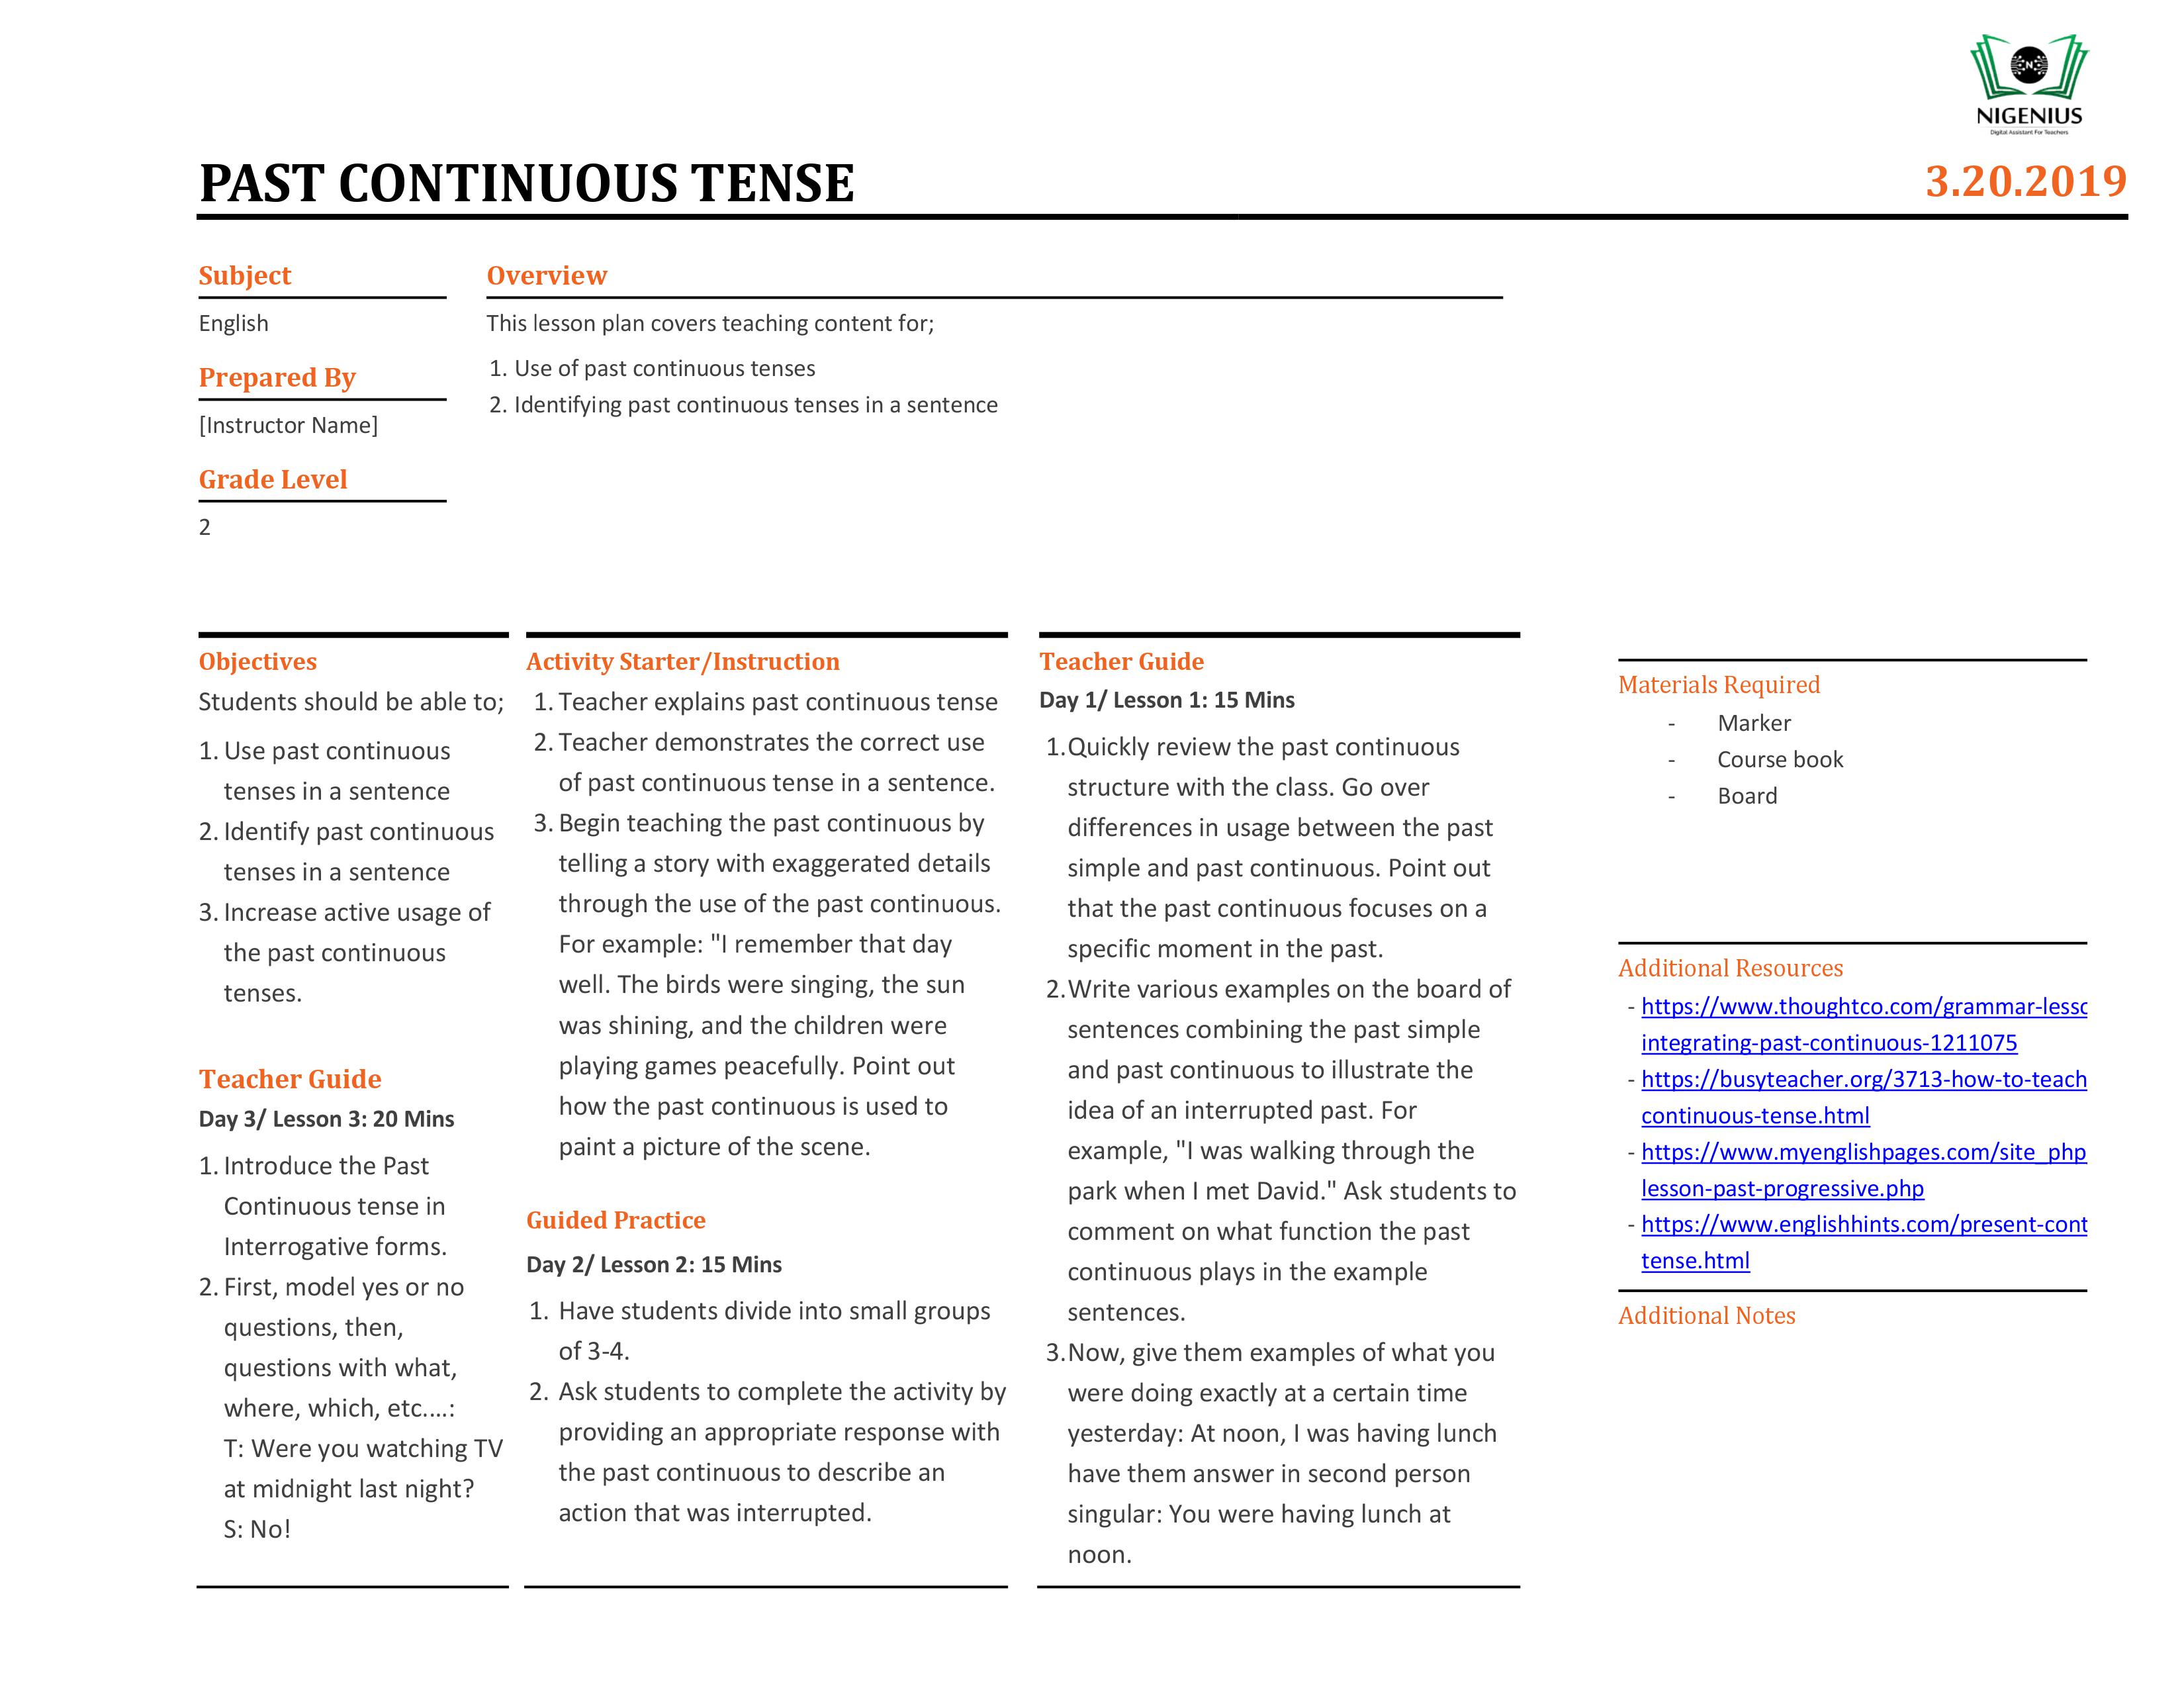 NIGENIUS
Digital Assistant For Teachers
PAST CONTINUOUS TENSE
3.20.2019
Subject
English
Prepared By
[Instructor Name]
Grade Level
2
Overview
This lesson plan covers teaching content for;
1. Use of past continuous tenses
2. Identifying past continuous tenses in a sentence
Objectives
Students should be able to;
1. Use past continuous
tenses in a sentence
2. Identify past continuous
tenses in a sentence
3. Increase active usage of
the past continuous
tenses.
Teacher Guide
Day 3/ Lesson 3: 20 Mins
1. Introduce the Past
Continuous tense in
Interrogative forms.
2. First, model yes or no
questions, then,
questions with what,
where, which, etc....:
T: Were you watching TV
at midnight last night?
S: No!
Activity Starter/Instruction
1. Teacher explains past continuous tense
2. Teacher demonstrates the correct use
of past continuous tense in a sentence.
3. Begin teaching the past continuous by
telling a story with exaggerated details
through the use of the past continuous.
For example: "I remember that day
well. The birds were singing, the sun
was shining, and the children were
playing games peacefully. Point out
how the past continuous is used to
paint a picture of the scene.
Guided Practice
Day 2/ Lesson 2: 15 Mins
1. Have students divide into small groups
of 3-4.
2. Ask students to complete the activity by
providing an appropriate response with
the past continuous to describe an
action that was interrupted.
Teacher Guide
Day 1/ Lesson 1: 15 Mins
1.Quickly review the past continuous
structure with the class. Go over
differences in usage between the past
simple and past continuous. Point out
that the past continuous focuses on a
specific moment in the past.
2.Write various examples on the board of
sentences combining the past simple
and past continuous to illustrate the
idea of an interrupted past. For
example, "I was walking through the
park when I met David." Ask students to
comment on what function the past
continuous plays in the example
sentences.
3.Now, give them examples of what you
were doing exactly at a certain time
yesterday: At noon, I was having lunch
have them answer in second person
singular: You were having lunch at
noon.
Materials Required
- Marker
- Course book
- Board
Additional Resources
- https://www.thoughtco.com/grammar-lessc
integrating-past-continuous-1211075
- https://busyteacher.org/3713-how-to-teach
continuous-tense.html
- https://www.myenglishpages.com/site_php
lesson-past-progressive.php
- https://www.englishhints.com/present-cont
tense.html
Additional Notes